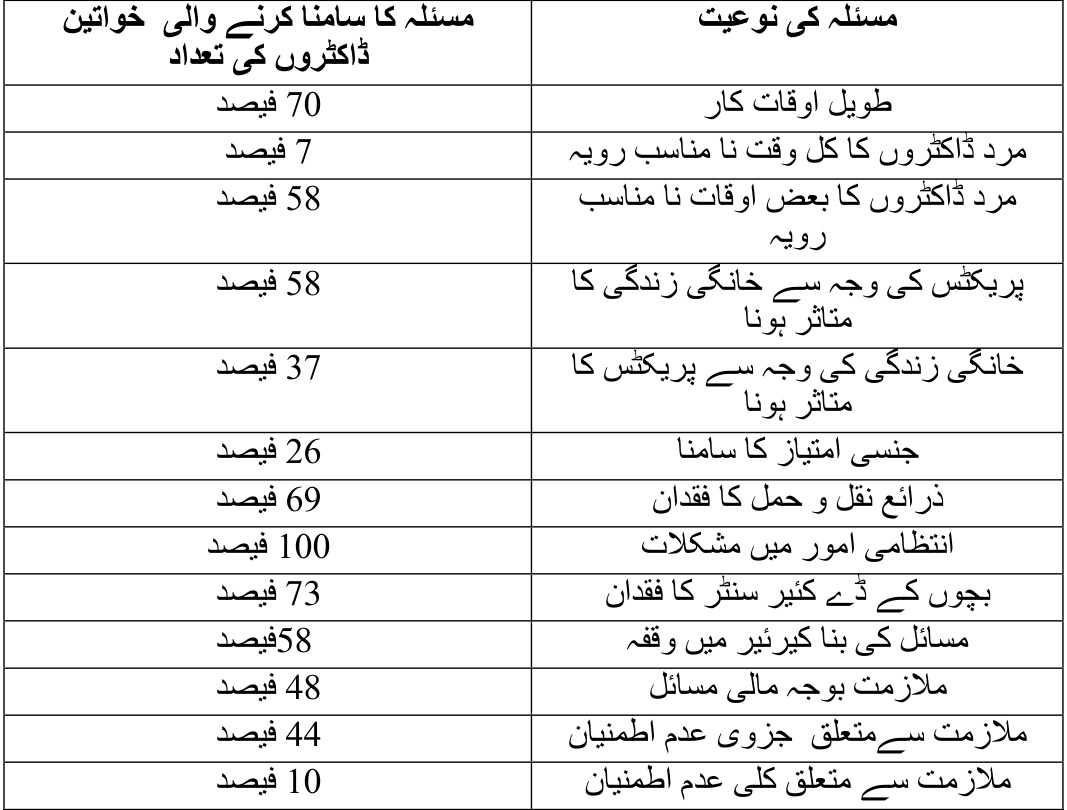 مسئلہ کی نوعیت
مسئلہ کا سامنا کرنے والی خواتین
ڈاکٹروں کی تعداد
طویل اوقات کار
70 فیصد
مرد ڈاکٹروں کا کل وقت نا مناسب رویہ
7 فیصد
مرد ڈاکٹروں کا بعض اوقات نا مناسب
رویہ
58 فیصد
پریکٹس کی وجہ سے خانگی زندگی کا
متاثر ہونا
58 فیصد
خانگی زندگی کی وجہ سے پریکٹس کا
متاثر ہونا
37 فیصد
جنسی امتیاز کا سامنا
26 فیصد
ذرائع نقل و حمل کا فقدان
69 فیصد
انتظامی امور میں مشکلات
100 فیصد
بچوں کے ڈے کئیر سنٹر کا فقدان
73 فیصد
مسائل کی بنا کیرئیر میں وقفہ
58فیصد
ملازمت بوجہ مالی مسائل
48 فیصد
ملازمت سےمتعلق جزوی عدم اطمنیان
44 فیصد
ملازمت سے متعلق کلی عدم اطمنیان
10 فیصد